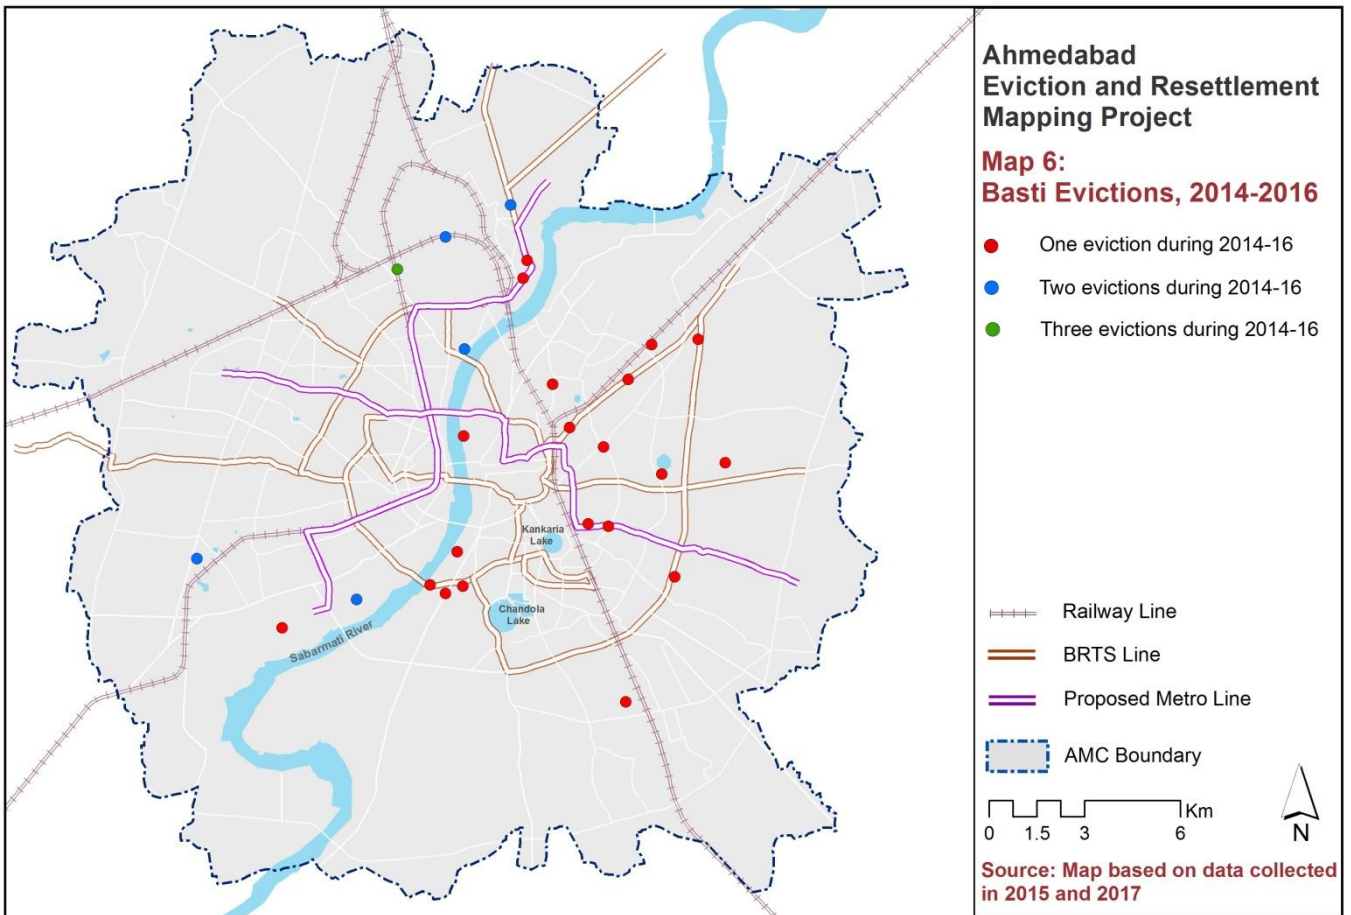 Ahmedabad
Eviction and Resettlement
Mapping Project
Map 6:
Basti Evictions, 2014-2016
One eviction during 2014-16
Two evictions during 2014-16
Three evictions during 2014-16
Kankaria
Lake
Chandola
Lake
Sabarmati River
Railway Line
BRTS Line
Proposed Metro Line
AMC Boundary
Km
0 1.5 3 6
N
Source: Map based on data collected
in 2015 and 2017